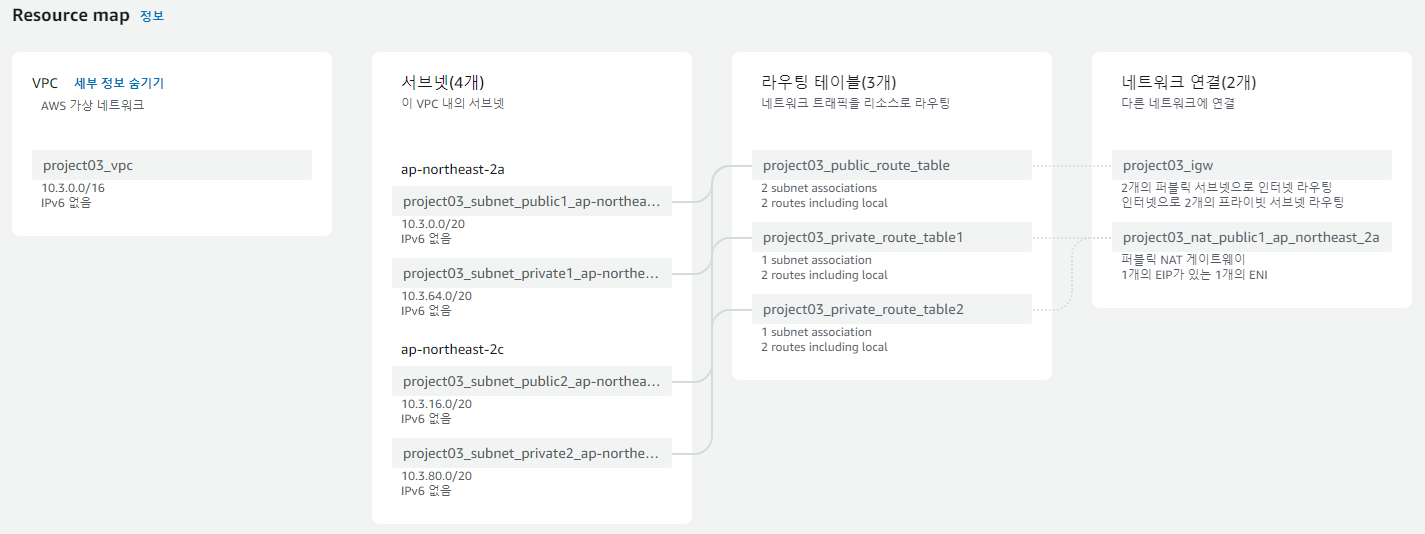 Resource map 정보
VPC 세부 정보 숨기기
AWS 가상 네트워크
project03_vpc
10.3.0.0/16
IPv6 없음
서브넷(4개)
이 VPC 내의 서브넷
ap-northeast-2a
project03_subnet_public1_ap-northea...
10.3.0.0/20
IPv6 없음
project03_subnet_private1_ap-northe...
10.3.64.0/20
IPv6 없음
ap-northeast-2c
project03_subnet_public2_ap-northea...
10.3.16.0/20
IPv6 없음
project03_subnet_private2_ap-northe...
10.3.80.0/20
IPv6 없음
라우팅 테이블(3개)
네트워크 트래픽을 리소스로 라우팅
project03_public_route_table
2 subnet associations
2 routes including local
project03_private_route_table1
1 subnet association
2 routes including local
project03_private_route_table2
1 subnet association
2 routes including local
네트워크 연결(2개)
다른 네트워크에 연결
project03_igw
2개의 퍼블릭 서브넷으로 인터넷 라우팅
인터넷으로 2개의 프라이빗 서브넷 라우팅
project03_nat_public1_ap_northeast_2a
퍼블릭 NAT 게이트웨이
1개의 EIP가 있는 1개의 ENI